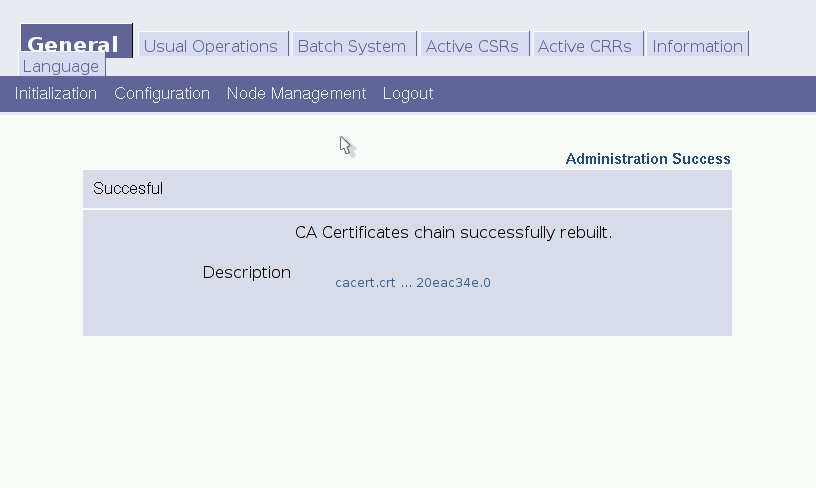 General Usual Operations Batch System Active CSRs Active CRRs Information
Language
Initialization Configuration Node Management Logout
Administration Success
Succesful
CA Certificates chain successfully rebuilt.
Description
cacert.crt ... 20eac34e.0